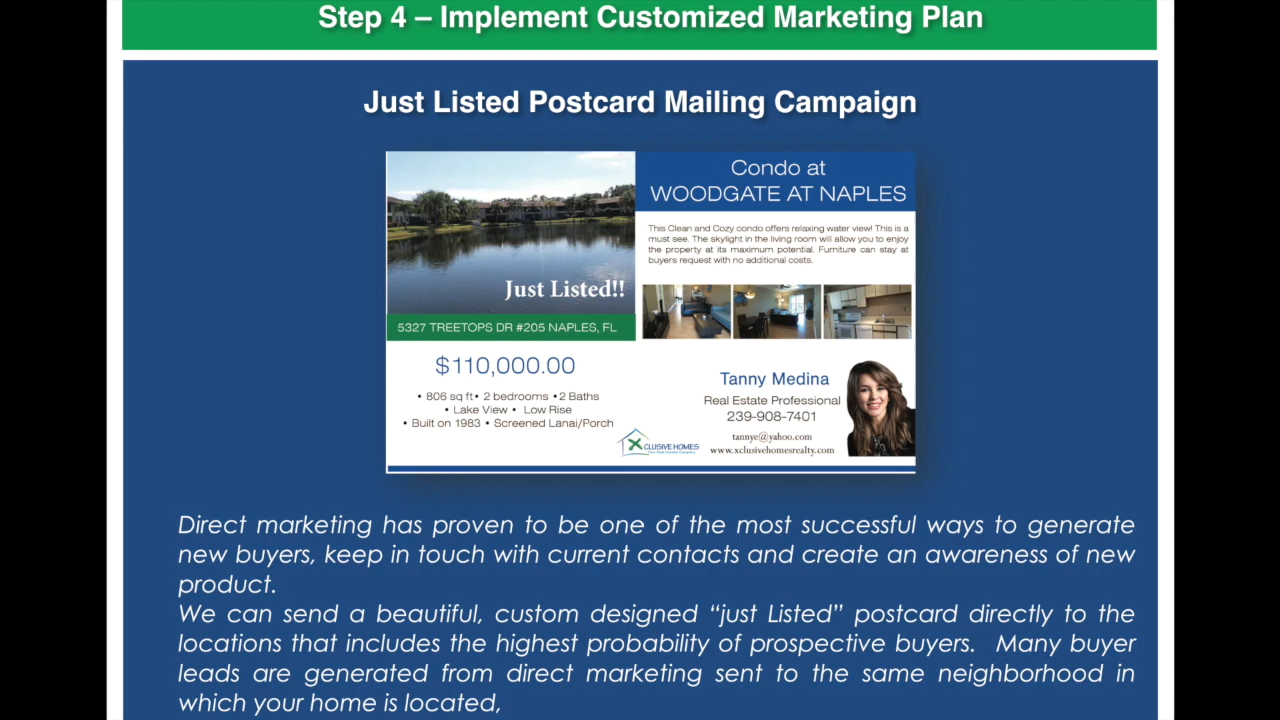 Step 4 – Implement Customized Marketing Plan
Just Listed Postcard Mailing Campaign
Just Listed!!
5327 TREETOPS DR #205 NAPLES, FL
$110,000.00
• 806 sq ft• 2 bedrooms •2 Baths
• Lake View • Low Rise
• Built on 1983 • Screened Lanai/Porch
Condo at
WOODGATE AT NAPLES
This Clean and Cozy condo offers relaxing water view! This is a
must see. The skylight in the living room will allow you to enjoy
the property at its maximum potential. Furniture can stay at
buyers request with no additional costs.
Tanny Medina
Real Estate Professional
239-908-7401
tannye@yahoo.com
www.xclusivehomesrealty.com
XCLUSIVE HOMES
Direct marketing has proven to be one of the most successful ways to generate
new buyers, keep in touch with current contacts and create an awareness of new
product.
We can send a beautiful, custom designed “just Listed” postcard directly to the
locations that includes the highest probability of prospective buyers. Many buyer
leads are generated from direct marketing sent to the same neighborhood in
which your home is located,